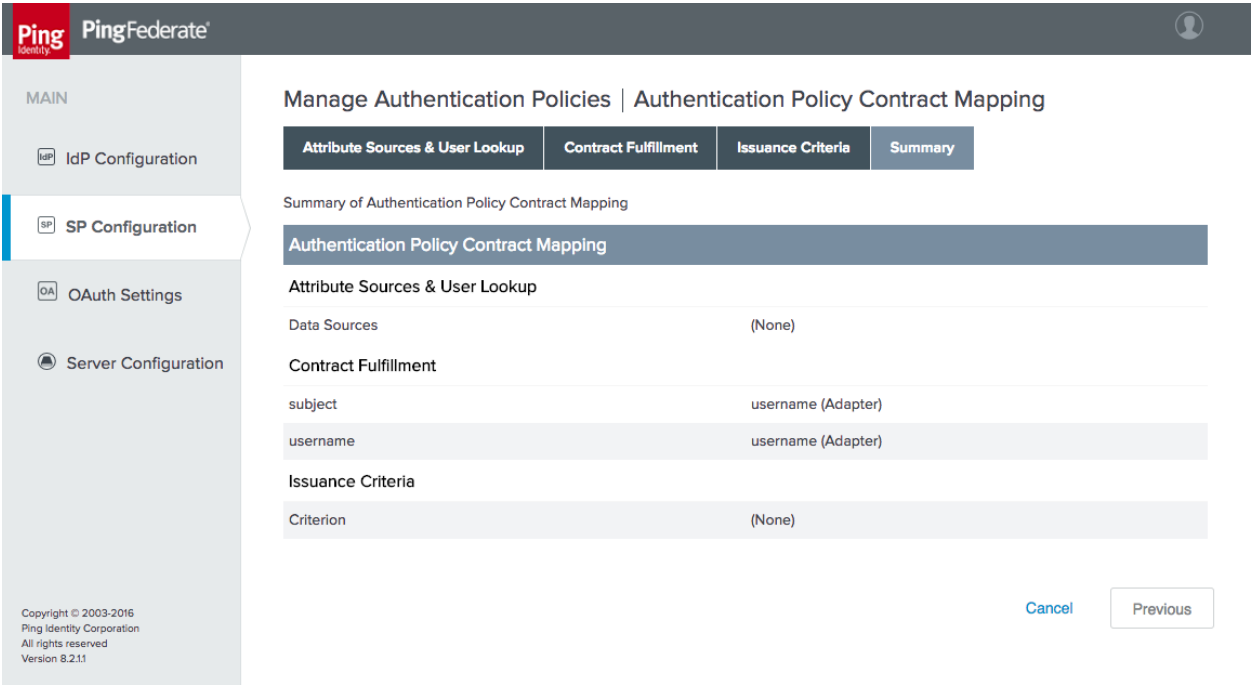 Ping
Identity.
PingFederate®
MAIN
IdP IdP Configuration
SP SP Configuration
OA OAuth Settings
Server Configuration
Copyright © 2003-2016
Ping Identity Corporation
All rights reserved
Version 8.2.1.1
Manage Authentication Policies | Authentication Policy Contract Mapping
Attribute Sources & User Lookup Contract Fulfillment Issuance Criteria Summary
Summary of Authentication Policy Contract Mapping
Authentication Policy Contract Mapping
Attribute Sources & User Lookup
Data Sources (None)
Contract Fulfillment
subject username (Adapter)
username username (Adapter)
Issuance Criteria
Criterion (None)
Cancel Previous